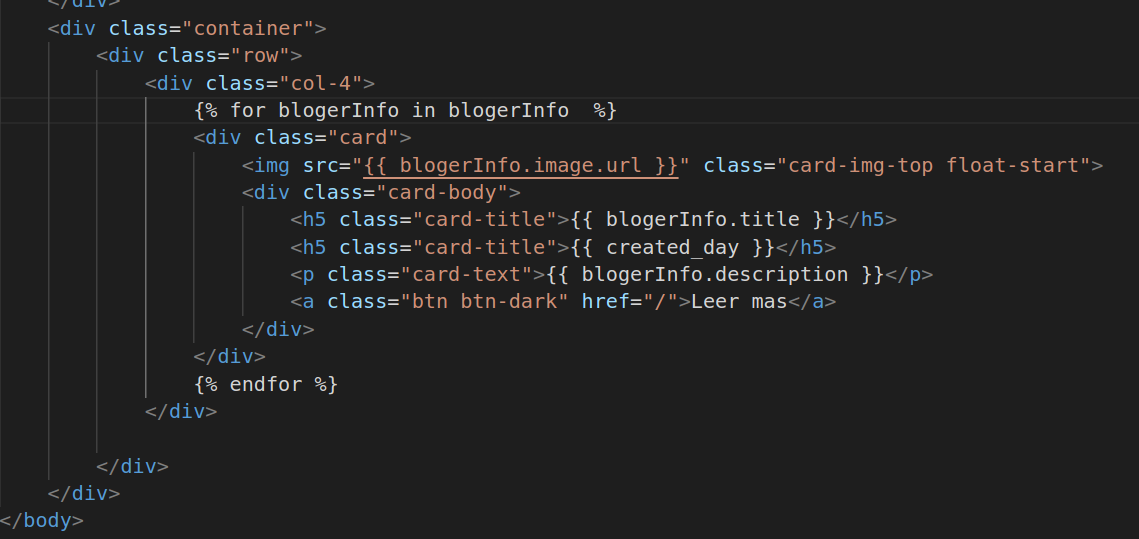 </div>
<div class="container">
<div class="row">
<div class="col-4">
{% for blogerInfo in blogerInfo  %}
<div class="card">
<img src="{{ blogerInfo.image.url }}" class="card-img-top float-start">
<div class="card-body">
<h5 class="card-title">{{ blogerInfo.title }}</h5>
<h5 class="card-title">{{ created_day }}</h5>
<p class="card-text">{{ blogerInfo.description }}</p>
<a class="btn btn-dark" href="/">Leer mas</a>
</div>
</div>
{% endfor %}
</div>
</div>
</div>
</body>